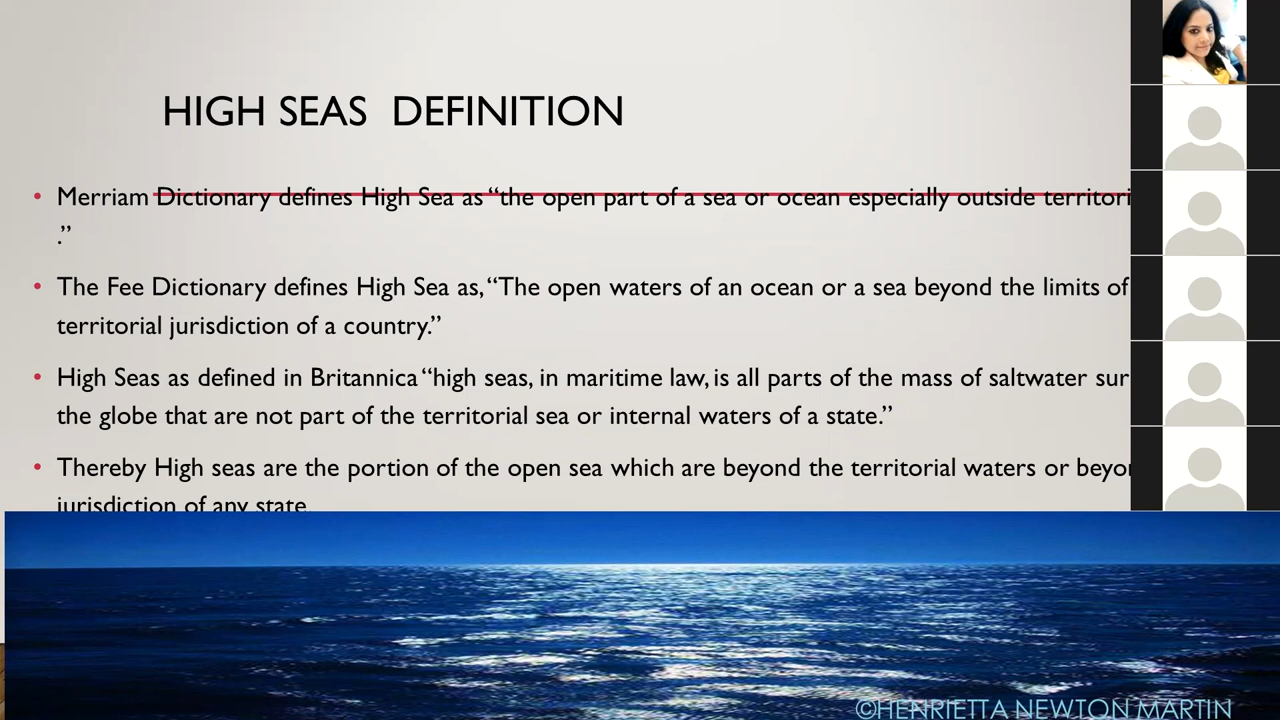 HIGH SEAS DEFINITION
• Merriam Dictionary defines High Sea as “the open part of a sea or ocean especially outside territori
.”
• The Fee Dictionary defines High Sea as, “The open waters of an ocean or a sea beyond the limits of
territorial jurisdiction of a country.”
• High Seas as defined in Britannica “high seas, in maritime law, is all parts of the mass of saltwater sur
the globe that are not part of the territorial sea or internal waters of a state.”
• Thereby High seas are the portion of the open sea which are beyond the territorial waters or beyon
jurisdiction of any state.
©HENRIETTA NEWTON MARTIN